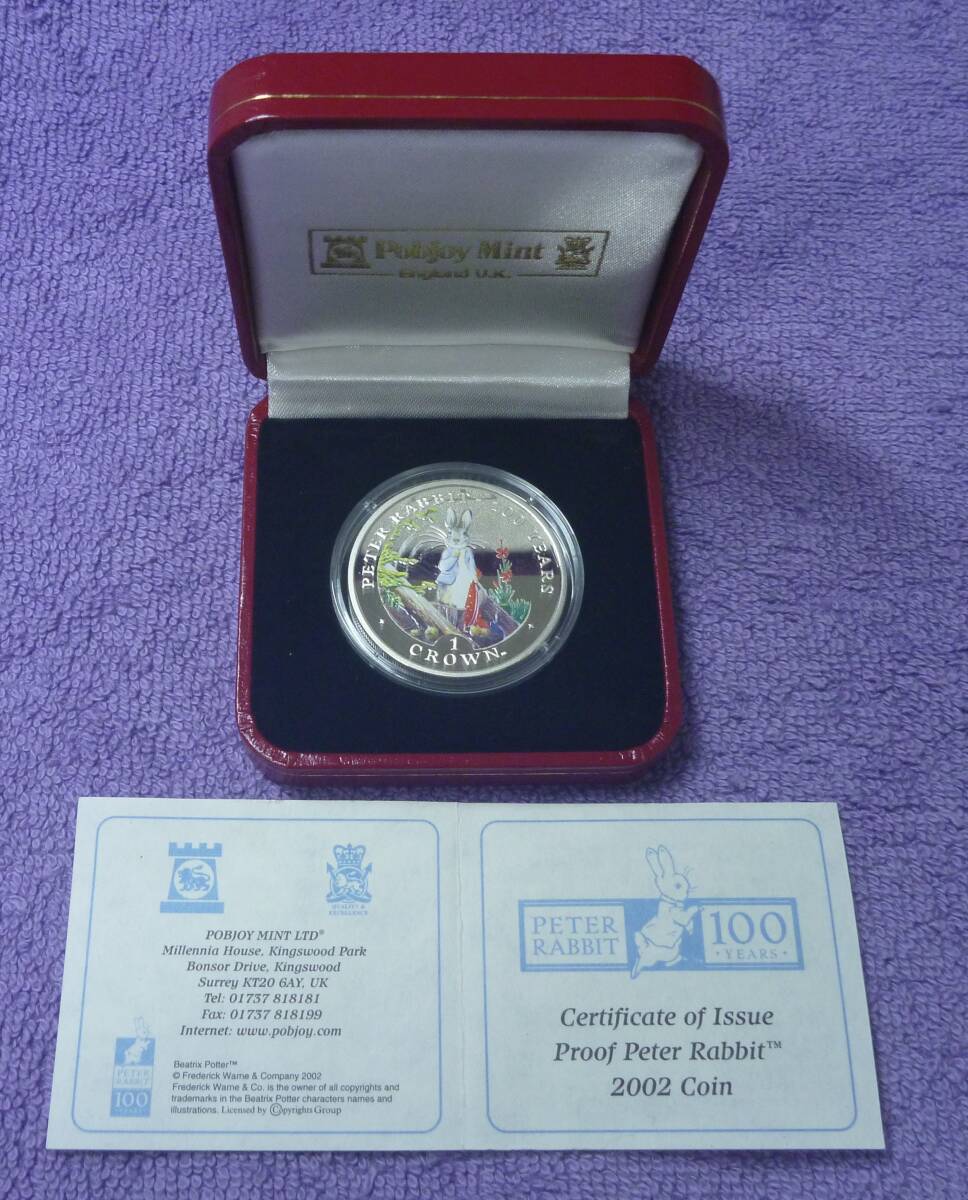 Pobjoy Mint
England U.K.
PETER RABBIT - 100 YEARS
1
CROWN
QUALITY &
EXCELLENCE
POBJOY MINT LTD®
Millennia House, Kingswood Park
Bonsor Drive, Kingswood
Surrey KT20 6AY, UK
Tel: 01737 818181
Fax: 01737 818199
Internet: www.pobjoy.com
PETER
RABBIT
100
YEARS
Beatrix Potter™
© Frederick Warne & Company 2002
Frederick Warne & Co. is the owner of all copyrights and
trademarks in the Beatrix Potter characters names and
illustrations. Licensed by ©opyrights Group
PETER
RABBIT
100
• YEARS •
Certificate of Issue
Proof Peter Rabbit™
2002 Coin